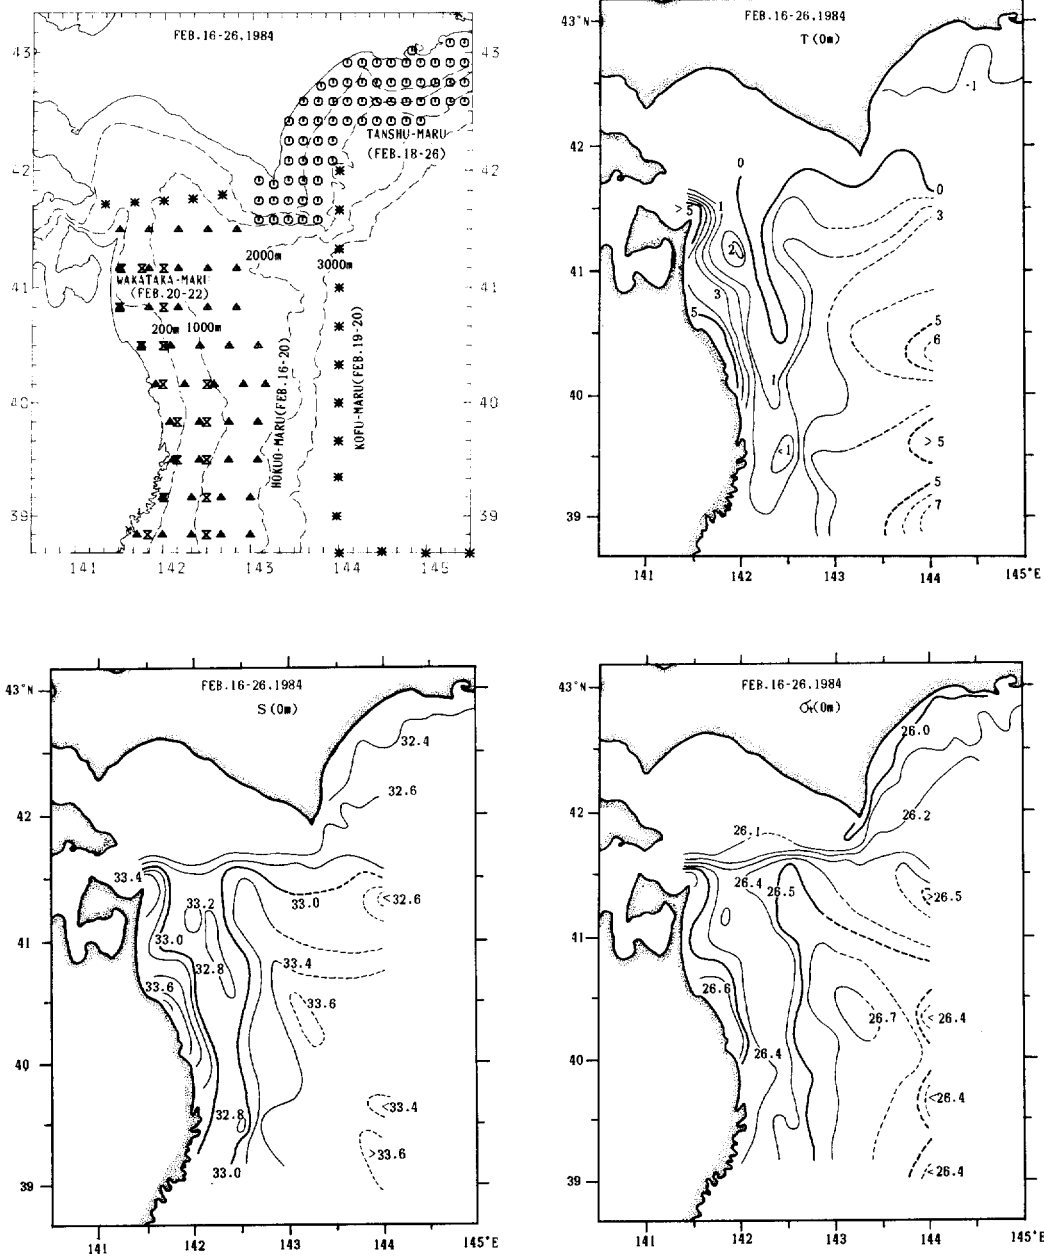 FEB.16-26,1984
43
43
TANSHU-MARU
(FEB.18-26)
42
42
2000m
3000m
WAKATAKA-MARU
(FEB.20-22)
41
41
200m 1000m
HOKUO-MARU(FEB.16-20)
KOFU-MARU(FEB.19-20)
40
40
39
39
141 142 143 144 145
43°N
FEB.16-26,1984
T(0m)
-1
42
0
0
>5
1
3
2
41
3
5
5
6
1
40
>5
<1
5
7
39
141 142 143 144 145°E
43°N
FEB.16-26,1984
S(0m)
32.4
32.6
42
33.4
33.2
33.0
<32.6
33.0
41
32.8
33.4
33.6
33.6
40
32.8
<33.4
>33.6
33.0
39
141 142 143 144 145°E
43°N
FEB.16-26,1984
σt(0m)
26.0
42
26.2
26.1
26.4
26.5
>26.5
41
26.6
26.7
<26.4
26.4
40
<26.4
<26.4
39
141 142 143 144 145°E